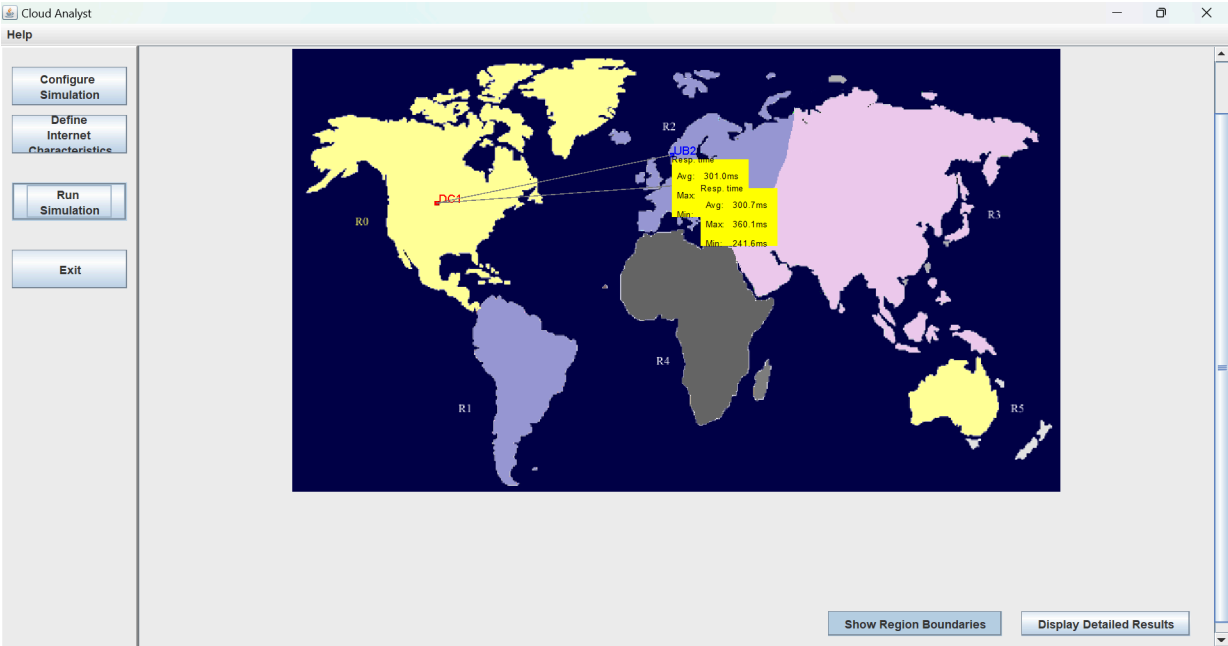 Cloud Analyst
Help
Configure
Simulation
Define
Internet
Characteristics
Run
Simulation
Exit
R2
UB2
Resp. time
Avg: 301.0ms
Max:
Min:
Resp. time
Avg: 300.7ms
Max: 360.1ms
Min: 241.6ms
DC1
R0
R3
R4
R1
R5
Show Region Boundaries
Display Detailed Results